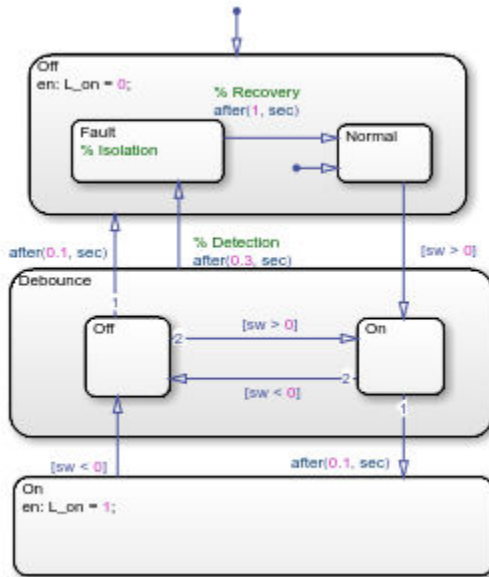 Off
en: L_on = 0;
% Recovery
after(1, sec)
Fault
% Isolation
Normal
after(0.1, sec)
% Detection
after(0.3, sec)
[sw > 0]
Debounce
1
Off
2
[sw > 0]
On
[sw < 0]
2
1
[sw < 0]
after(0.1, sec)
On
en: L_on = 1;